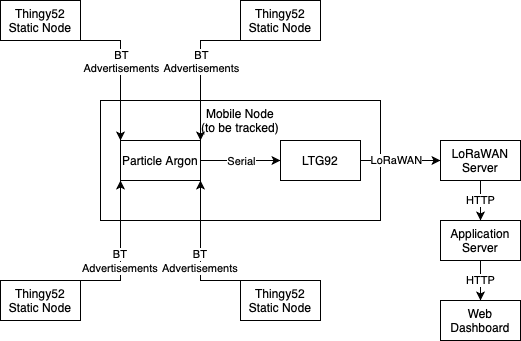 Thingy52
Static Node
Thingy52
Static Node
BT
Advertisements
BT
Advertisements
Mobile Node
(to be tracked)
Particle Argon
Serial
LTG92
LoRaWAN
LoRaWAN
Server
HTTP
Application
Server
BT
Advertisements
BT
Advertisements
HTTP
Thingy52
Static Node
Thingy52
Static Node
Web
Dashboard